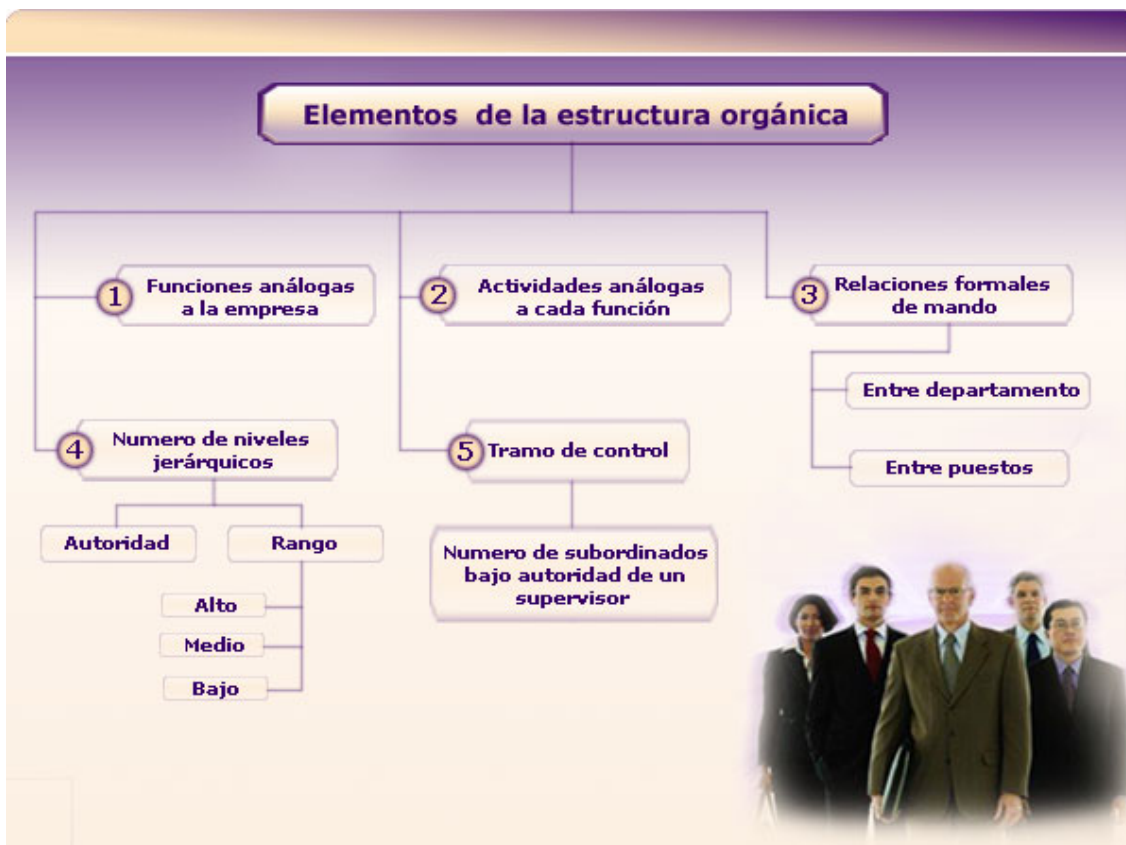 Elementos de la estructura orgánica
1
Funciones análogas
a la empresa
2
Actividades análogas
a cada función
3
Relaciones formales
de mando
Entre departamento
Entre puestos
4
Numero de niveles
jerárquicos
Autoridad
Rango
Alto
Medio
Bajo
5
Tramo de control
Numero de subordinados
bajo autoridad de un
supervisor